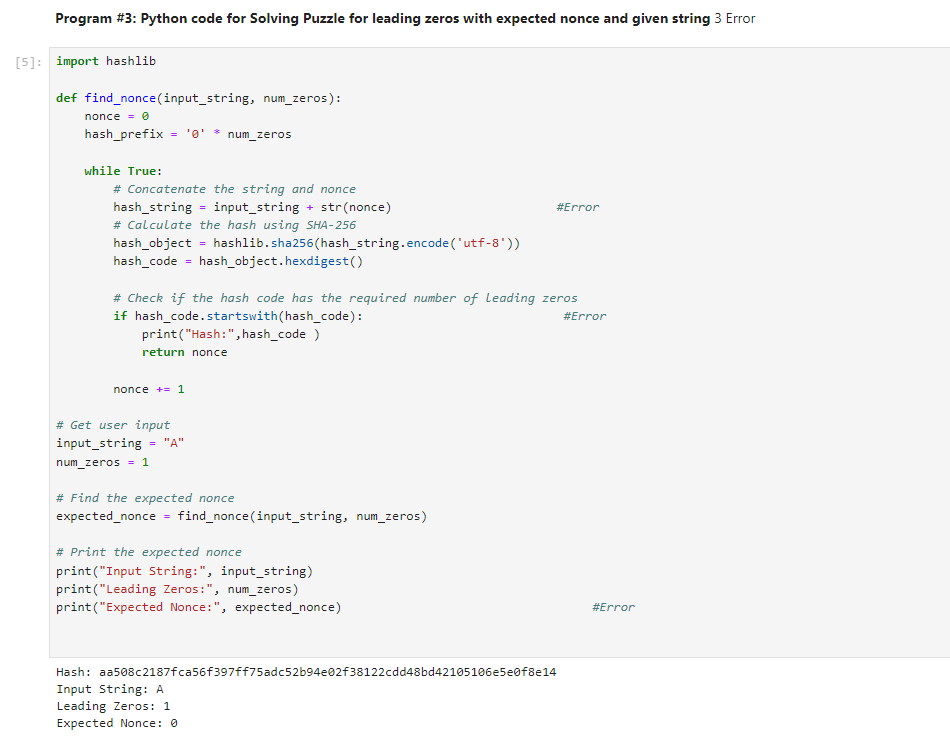 Program #3: Python code for Solving Puzzle for leading zeros with expected nonce and given string 3 Error
[5]: import hashlib
def find_nonce(input_string, num_zeros):
    nonce = 0
    hash_prefix = '0' * num_zeros
    while True:
        # Concatenate the string and nonce
        hash_string = input_string + str(nonce)                       #Error
        # Calculate the hash using SHA-256
        hash_object = hashlib.sha256(hash_string.encode('utf-8'))
        hash_code = hash_object.hexdigest()
        # Check if the hash code has the required number of leading zeros
        if hash_code.startswith(hash_code):                            #Error
            print("Hash:",hash_code )
            return nonce
        nonce += 1
# Get user input
input_string = "A"
num_zeros = 1
# Find the expected nonce
expected_nonce = find_nonce(input_string, num_zeros)
# Print the expected nonce
print("Input String:", input_string)
print("Leading Zeros:", num_zeros)
print("Expected Nonce:", expected_nonce)                                   #Error
Hash: aa508c2187fca56f397ff75adc52b94e02f38122cdd48bd42105106e5e0f8e14
Input String: A
Leading Zeros: 1
Expected Nonce: 0